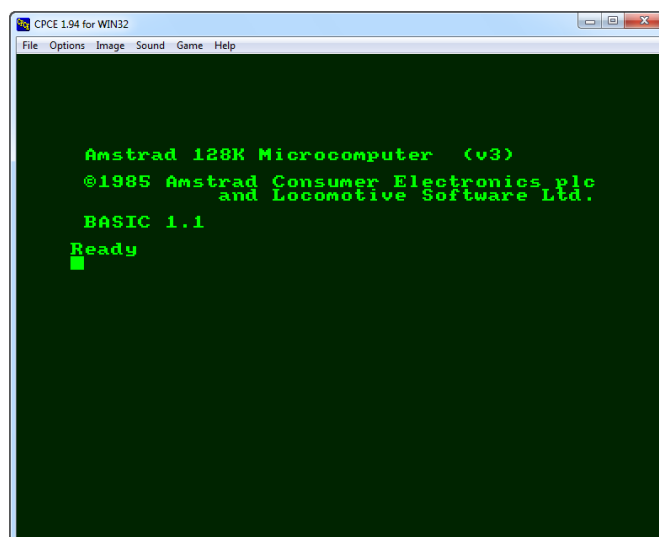 CPCE 1.94 for WIN32
File Options Image Sound Game Help
Amstrad 128K Microcomputer (v3)
©1985 Amstrad Consumer Electronics plc
and Locomotive Software Ltd.
BASIC 1.1
Ready